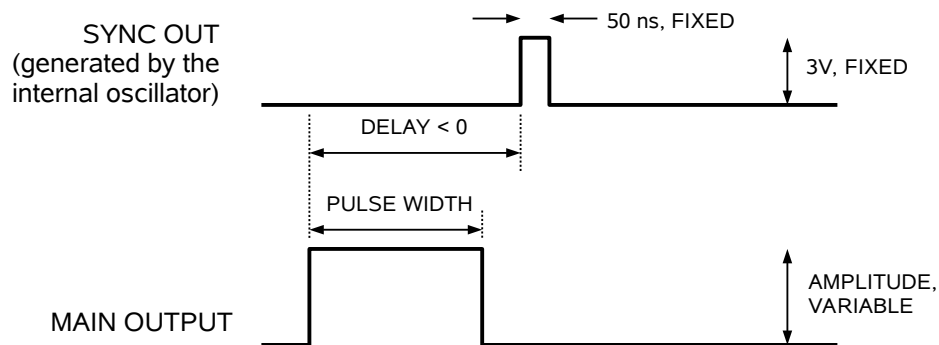 SYNC OUT
(generated by the
internal oscillator)
50 ns, FIXED
3V, FIXED
DELAY < 0
PULSE WIDTH
MAIN OUTPUT
AMPLITUDE,
VARIABLE